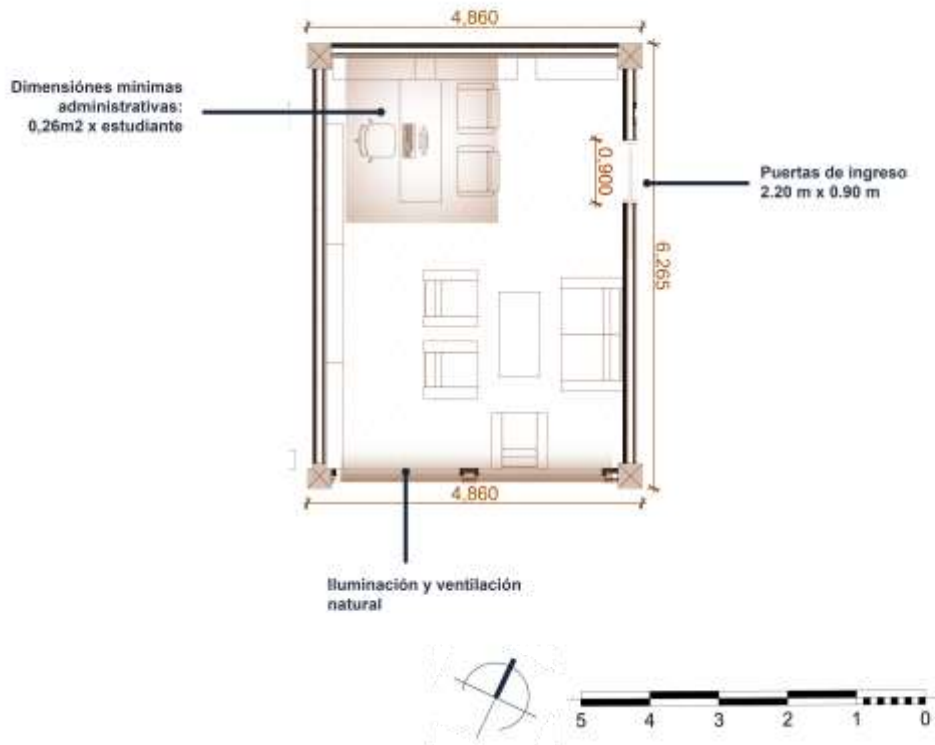 4,860
Dimensiónes mínimas
administrativas:
0,26m2 x estudiante
0.900
Puertas de ingreso
2.20 m x 0.90 m
6.265
4.860
Iluminación y ventilación
natural
5 4 3 2 1 0